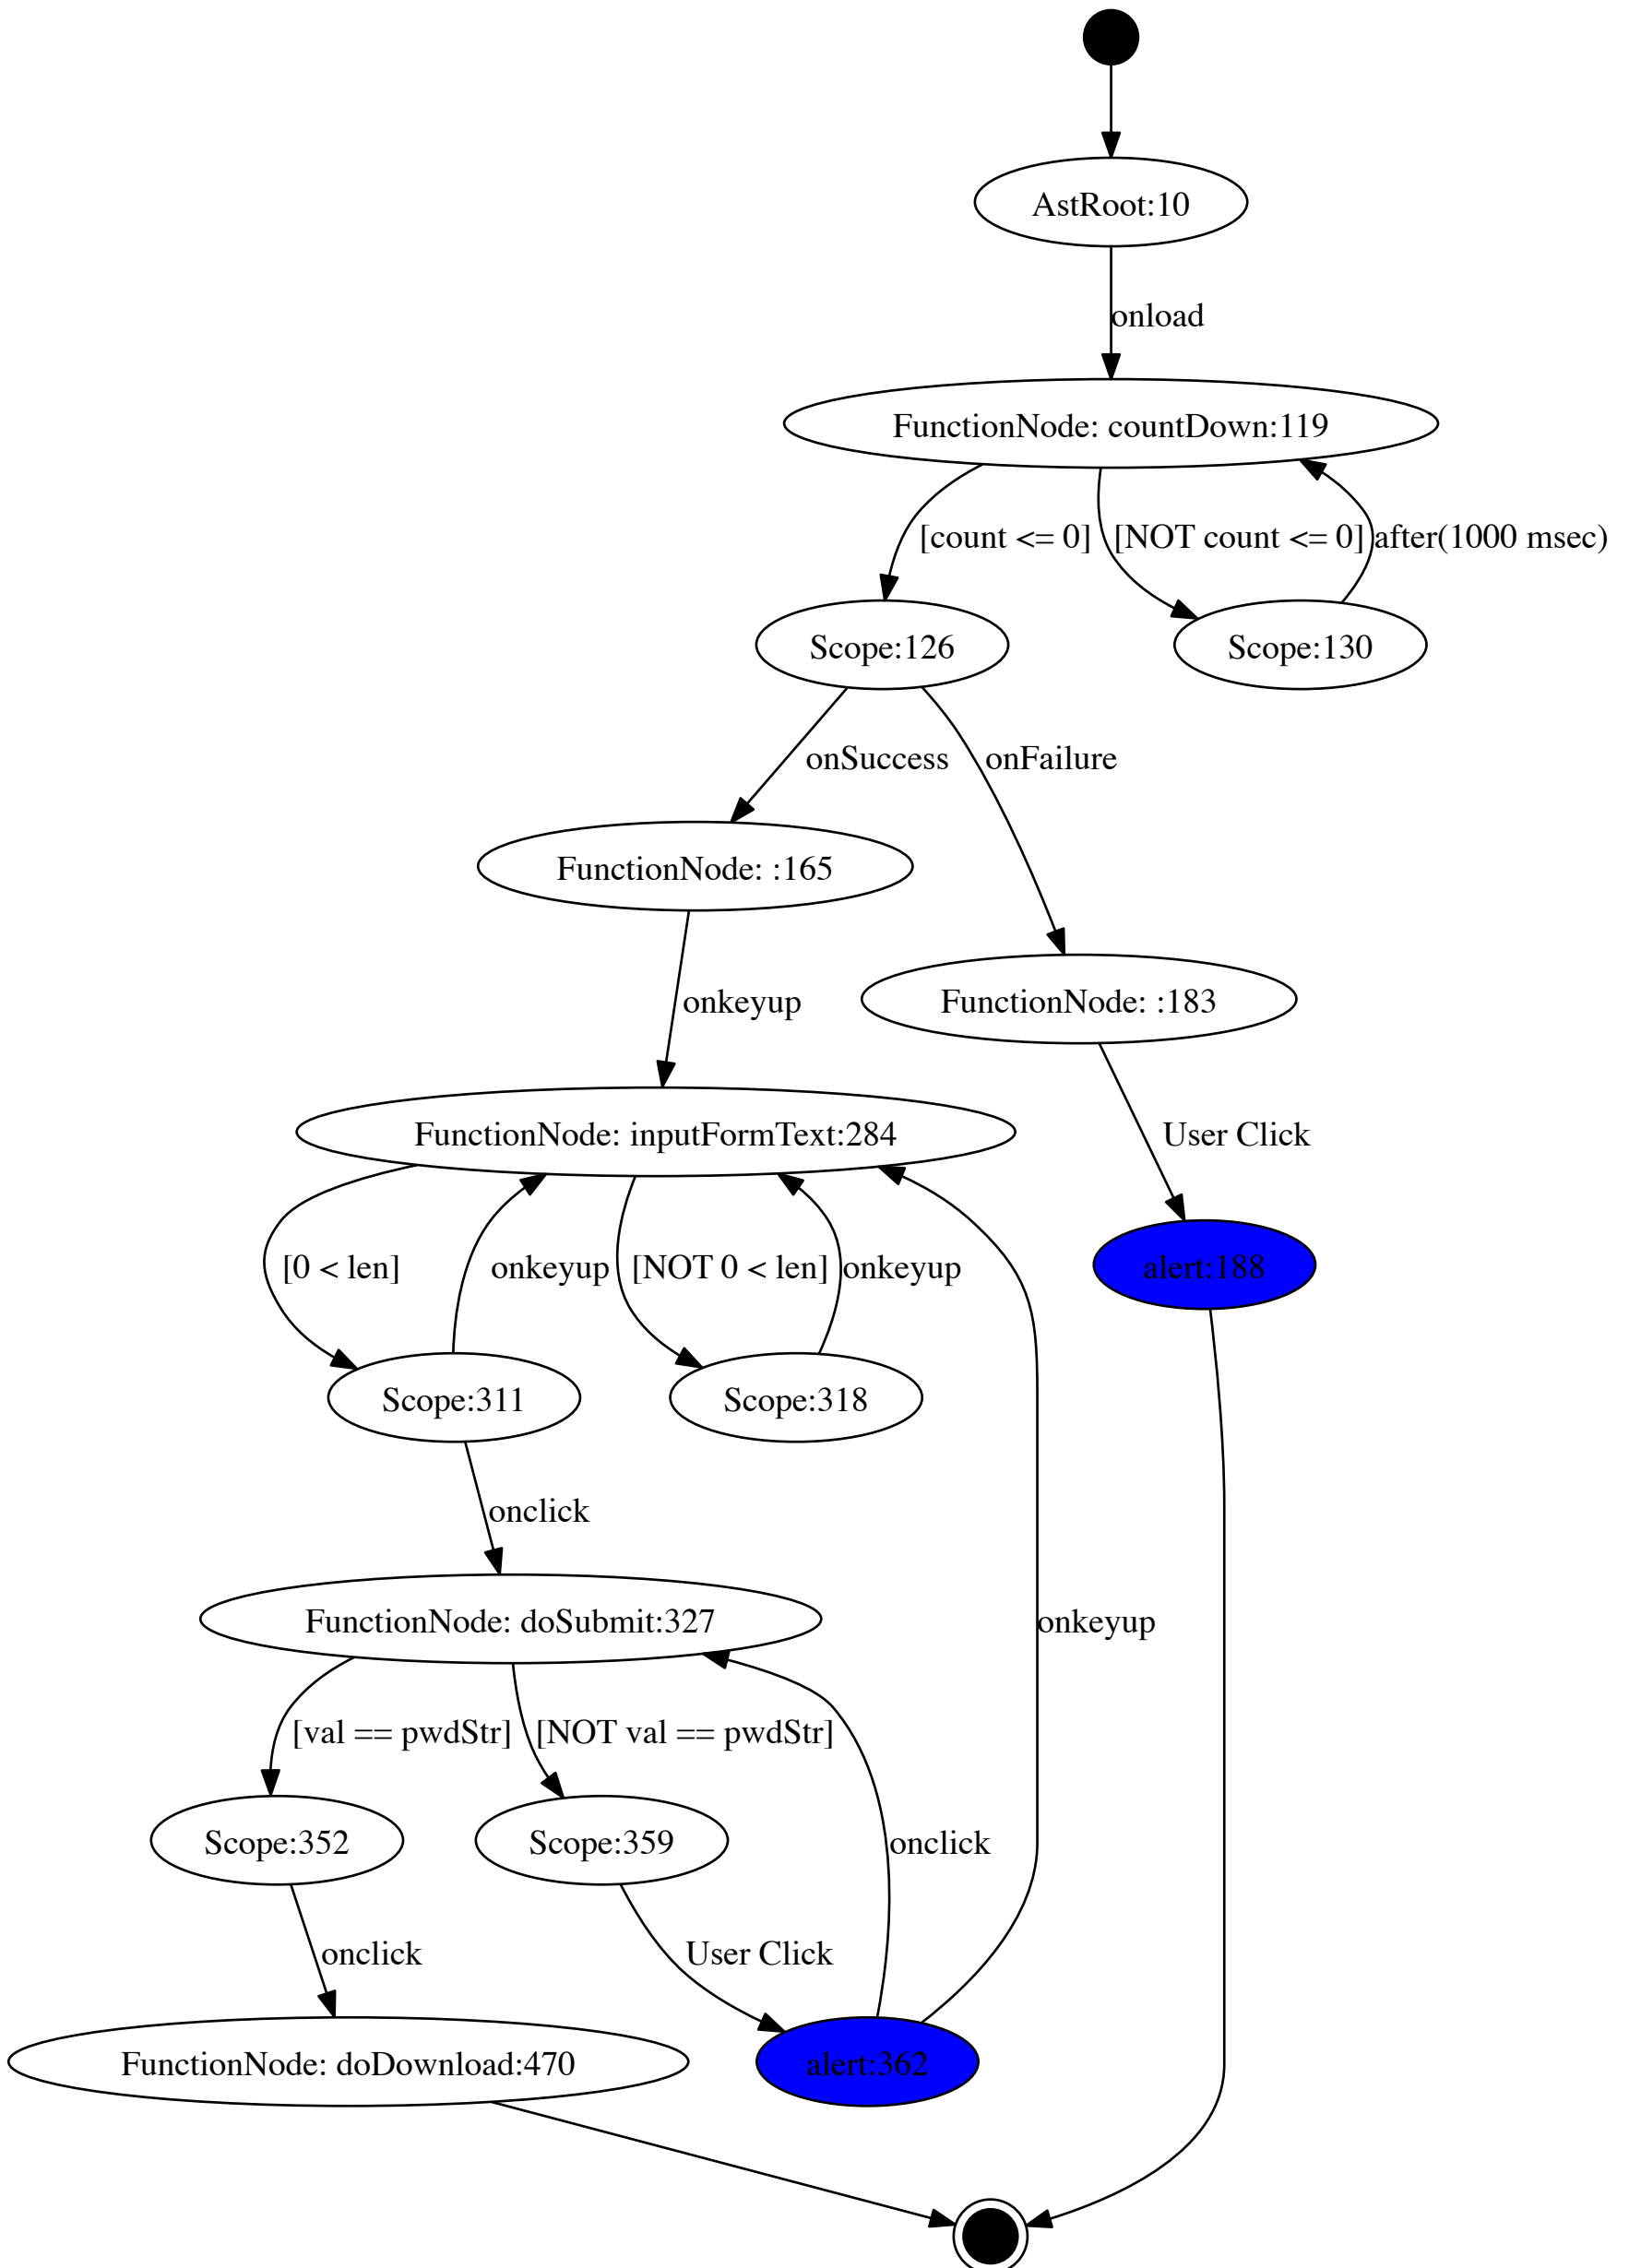 AstRoot:10
onload
FunctionNode: countDown:119
[count <= 0]
[NOT count <= 0]
after(1000 msec)
Scope:126
Scope:130
onSuccess
onFailure
FunctionNode: :165
FunctionNode: :183
onkeyup
User Click
FunctionNode: inputFormText:284
[0 < len]
onkeyup
[NOT 0 < len]
onkeyup
alert:188
Scope:311
Scope:318
onclick
FunctionNode: doSubmit:327
onkeyup
[val == pwdStr]
[NOT val == pwdStr]
Scope:352
Scope:359
onclick
onclick
User Click
FunctionNode: doDownload:470
alert:362